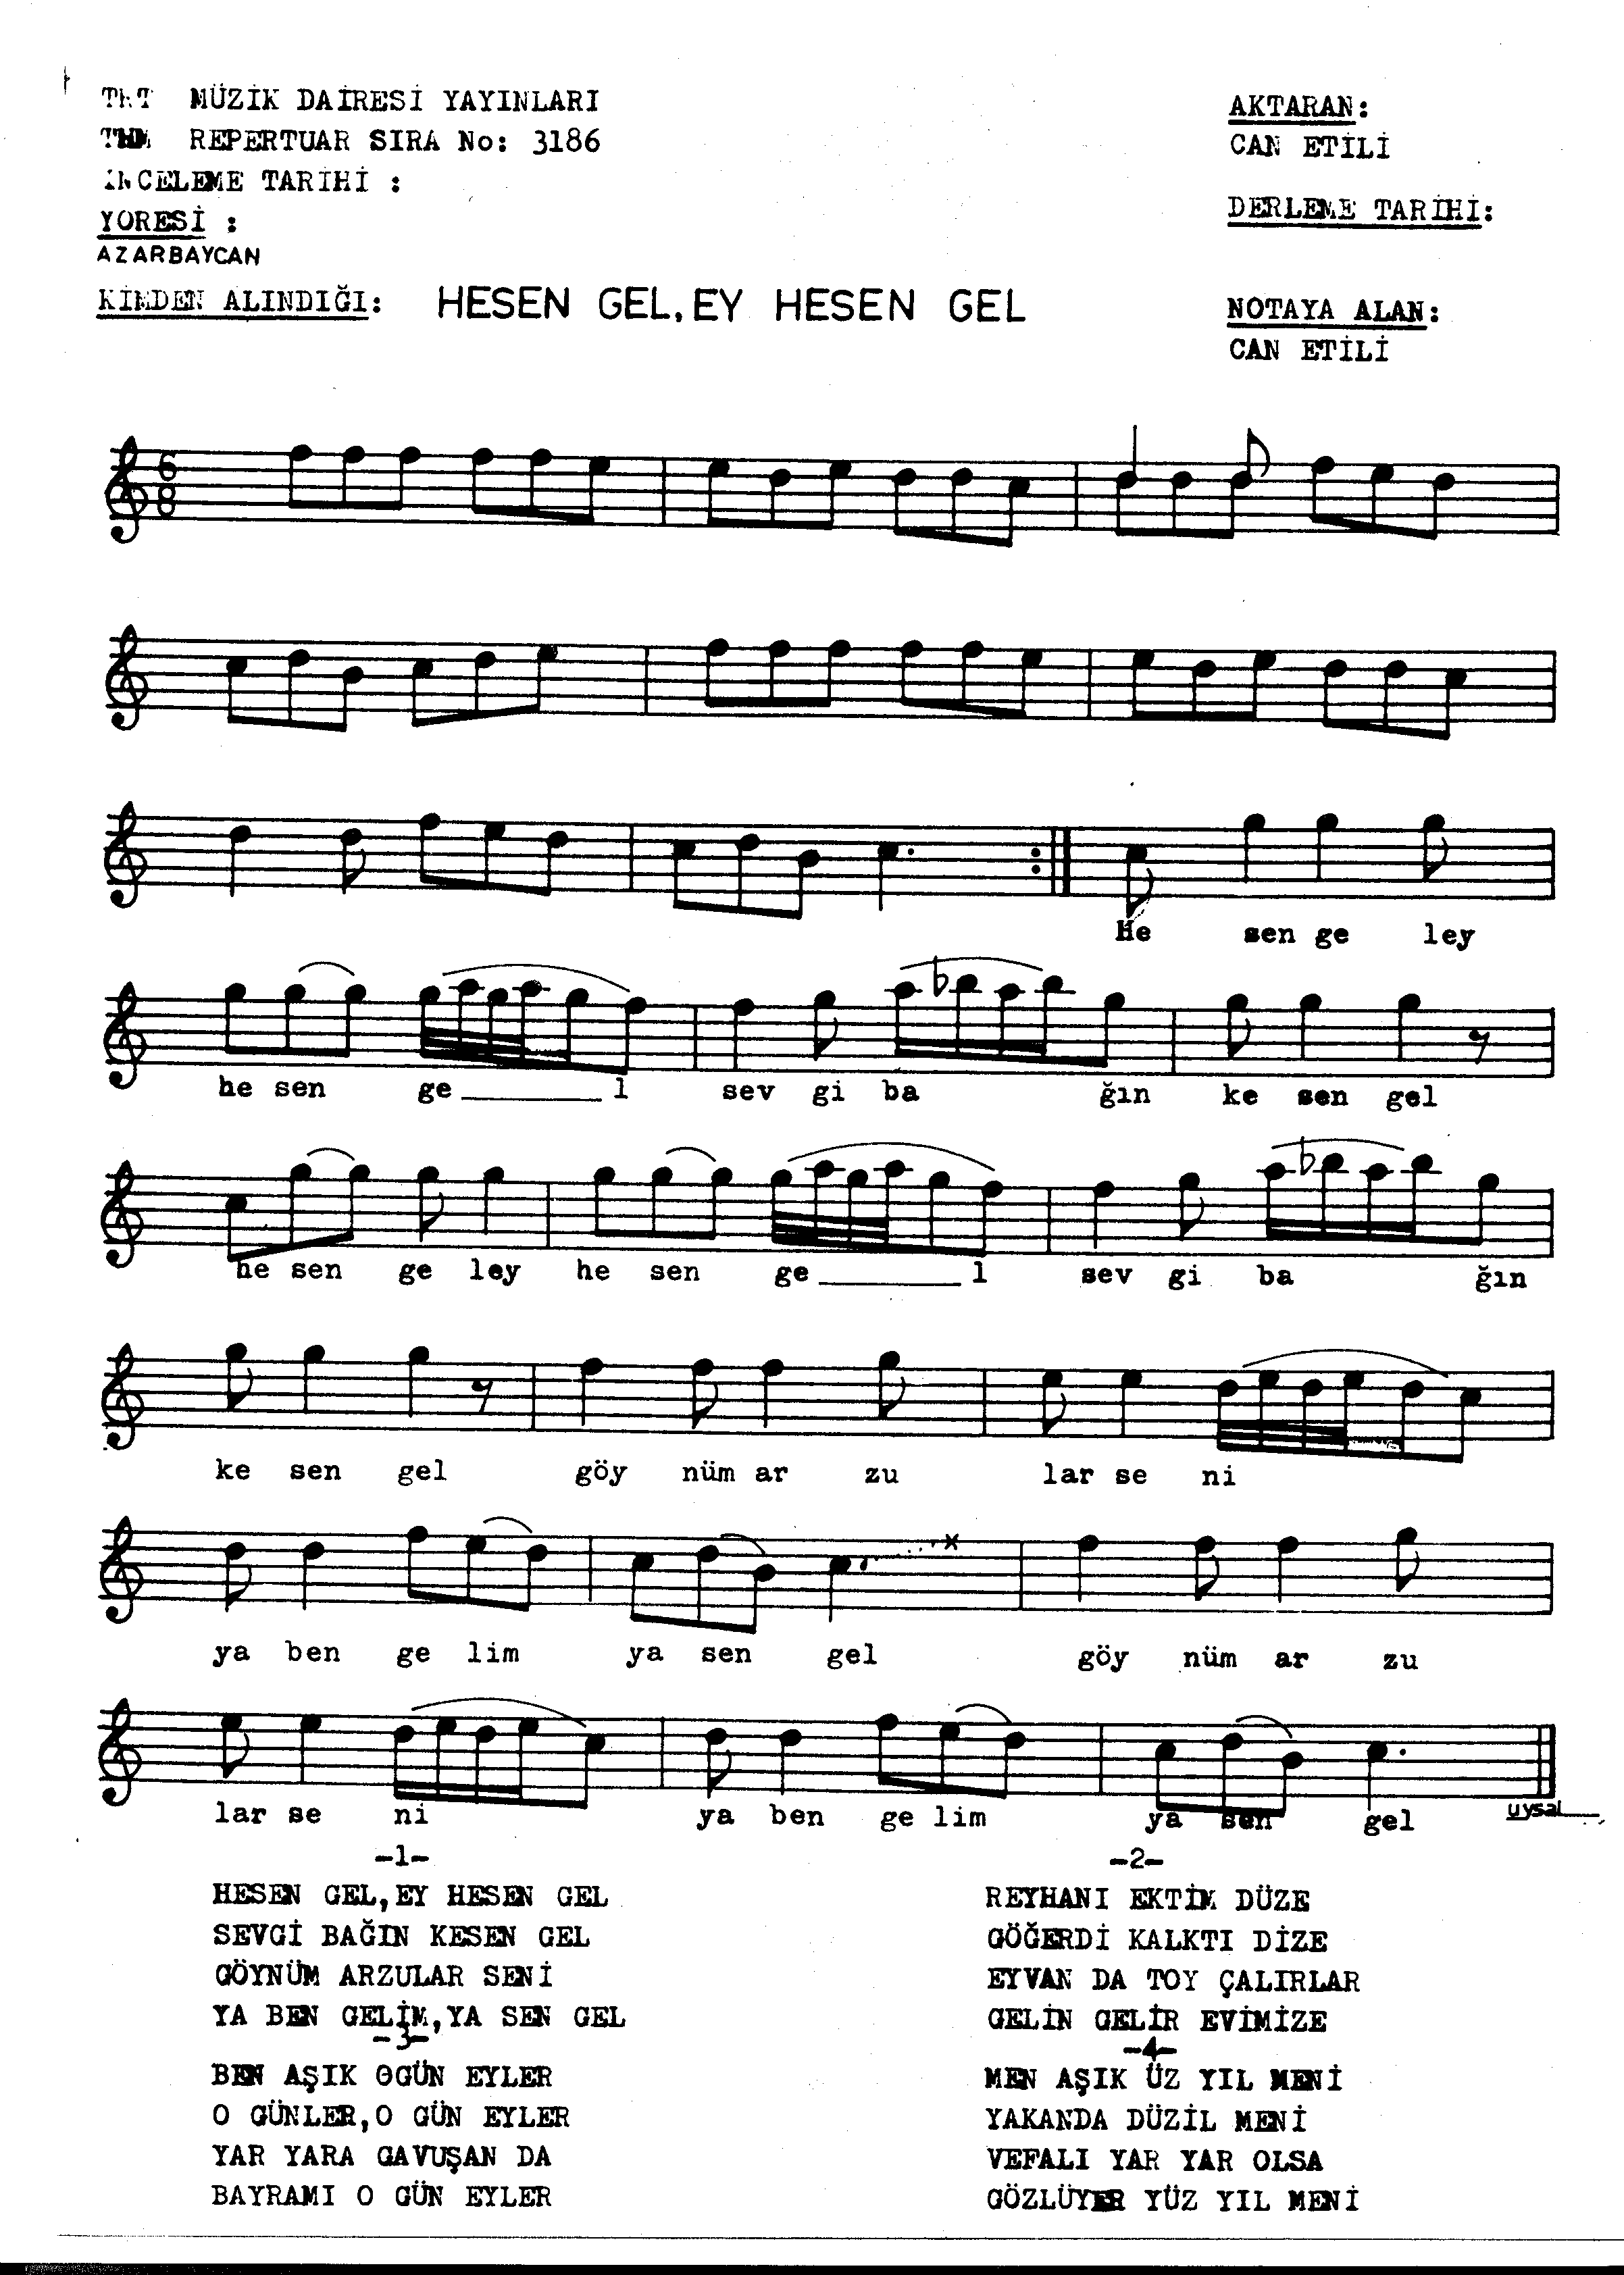 TRT MÜZİK DAİRESİ YAYINLARI
THM REPERTUAR SIRA No: 3186
İNCELEME TARİHİ :
YORESİ :
AZARBAYCAN
KİMDEN ALINDIĞI:
HESEN GEL, EY HESEN GEL
AKTARAN:
CAN ETİLİ
DERLEME TARİHİ:
NOTAYA ALAN:
CAN ETİLİ
6
8
He sen ge ley
he sen ge l sev gi ba ğın ke sen gel
he sen ge ley he sen ge l sev gi ba ğın
ke sen gel göy nüm ar zu lar se ni
ya ben ge lim ya sen gel göy nüm ar zu
lar se ni ya ben ge lim ya sen gel
uysal
-1-
HESEN GEL,EY HESEN GEL
SEVGİ BAĞIN KESEN GEL
GÖYNÜM ARZULAR SENİ
YA BEN GELİM,YA SEN GEL
-2-
REYHANI EKTİM DÜZE
GÖĞERDİ KALKTI DİZE
EYVAN DA TOY ÇALIRLAR
GELİN GELİR EVİMİZE
-3-
BEN AŞIK OGÜN EYLER
O GÜNLER,O GÜN EYLER
YAR YARA GAVUŞAN DA
BAYRAMI O GÜN EYLER
-4-
MEN AŞIK ÜZ YIL MENİ
YAKANDA DÜZİL MENİ
VEFALI YAR YAR OLSA
GÖZLÜYER YÜZ YIL MENİ